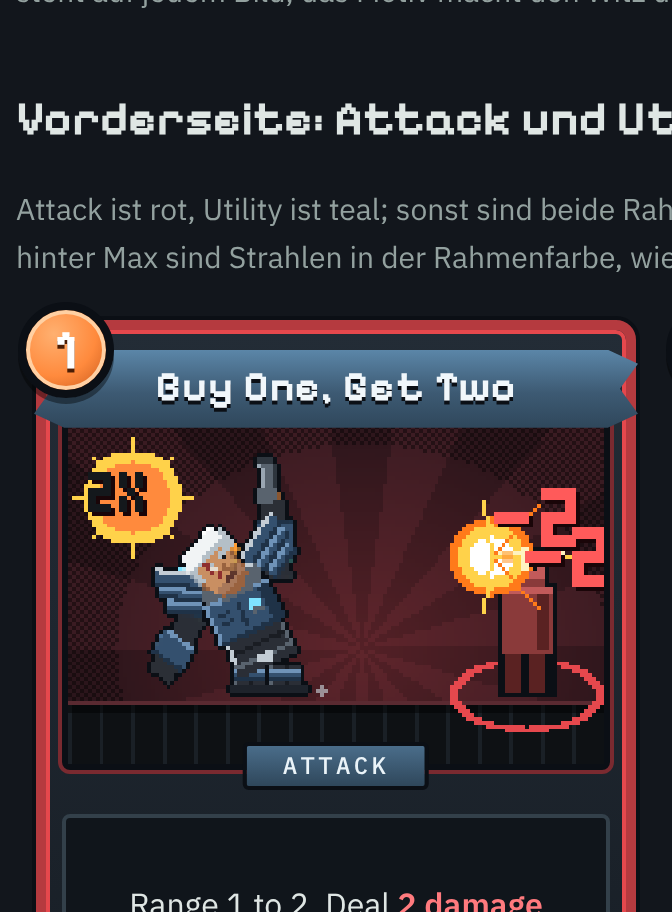 Vorderseite: Attack und Ut
Attack ist rot, Utility ist teal; sonst sind beide Rah
hinter Max sind Strahlen in der Rahmenfarbe, wie
1
Buy One, Get Two
2X
2
2
ATTACK
Range 1 to 2. Deal 2 damage